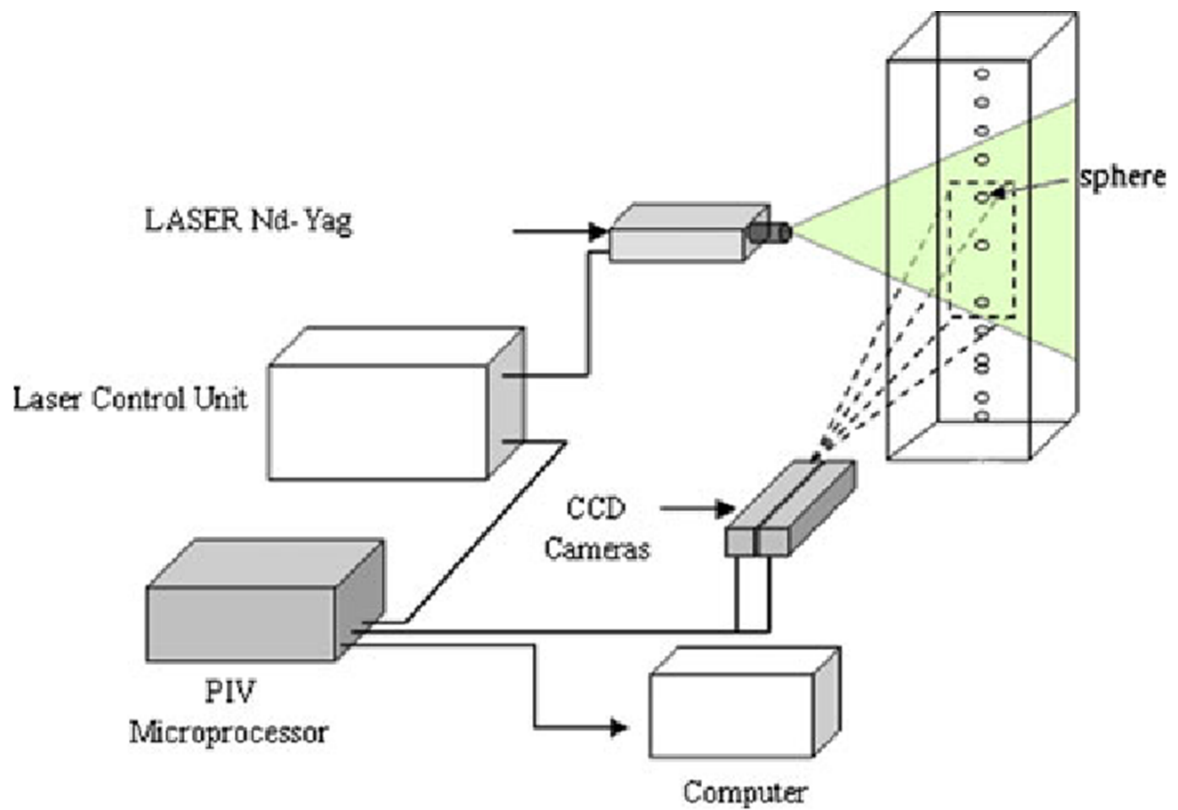 sphere
LASER Nd-Yag
Laser Control Unit
CCD
Cameras
PIV
Microprocessor
Computer